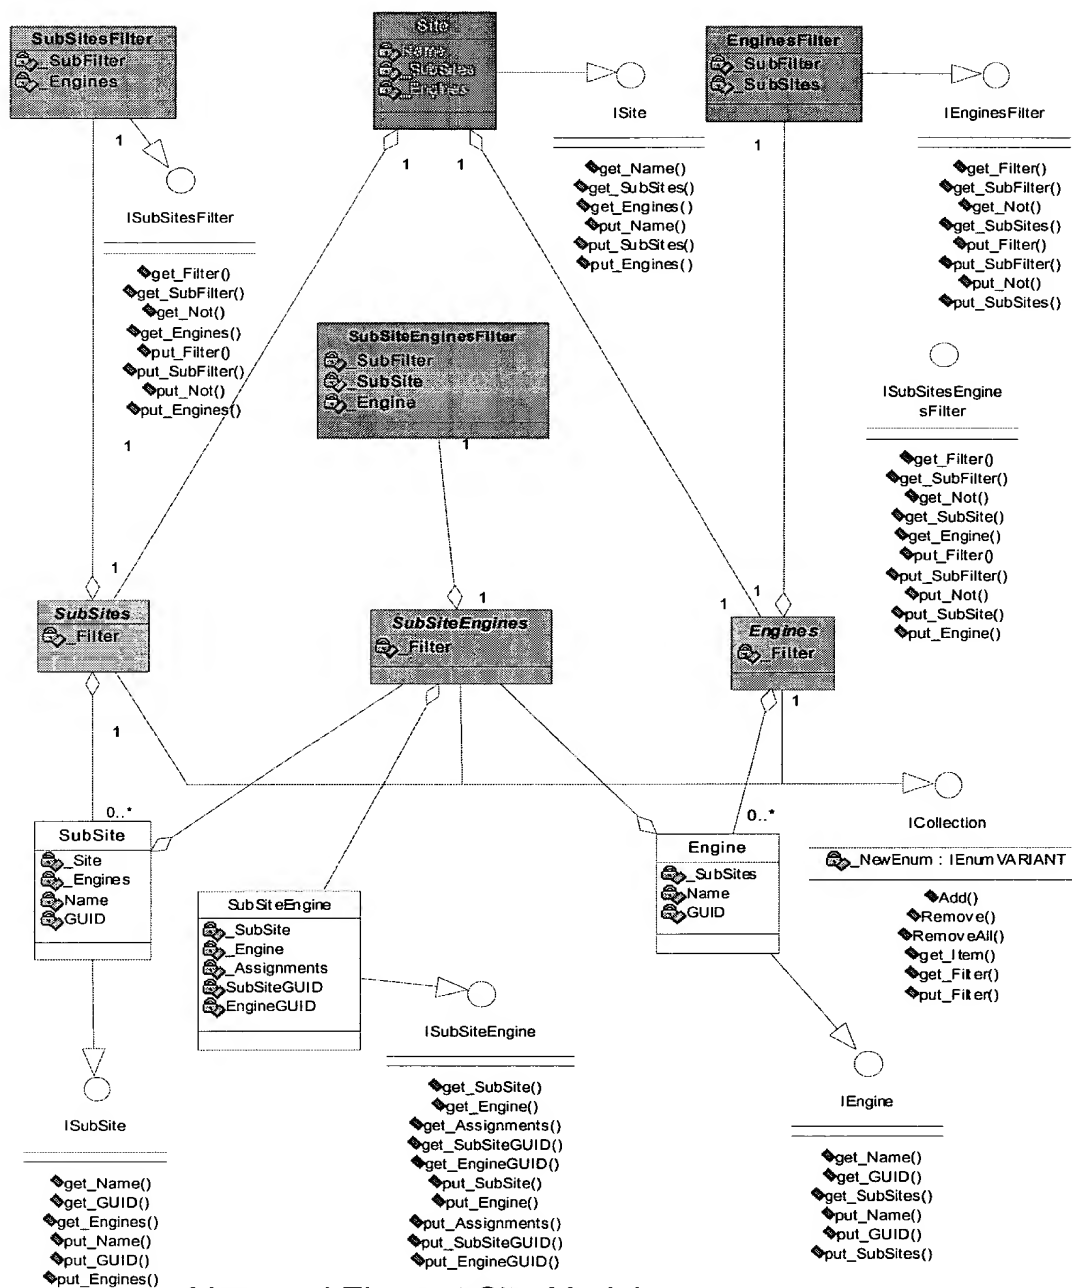 SubSitesFilter
_SubFilter
_Engines
1
ISubSitesFilter
get_Filter()
get_SubFilter()
get_Not()
get_Engines()
put_Filter()
put_SubFilter()
put_Not()
put_Engines()
Site
_Name
_SubSites
_Engines
1
1
ISite
get_Name()
get_SubSites()
get_Engines()
put_Name()
put_SubSites()
put_Engines()
EnginesFilter
_SubFilter
_SubSites
1
IEnginesFilter
get_Filter()
get_SubFilter()
get_Not()
get_SubSites()
put_Filter()
put_SubFilter()
put_Not()
put_SubSites()
SubSiteEnginesFilter
_SubFilter
_SubSite
_Engine
1
1
ISubSitesEngine
sFilter
get_Filter()
get_SubFilter()
get_Not()
get_SubSite()
get_Engine()
put_Filter()
put_SubFilter()
put_Not()
put_SubSite()
put_Engine()
1
SubSites
_Filter
1
1
SubSiteEngines
_Filter
1
1
Engines
_Filter
1
0..*
SubSite
_Site
_Engines
Name
GUID
SubSiteEngine
_SubSite
_Engine
_Assignments
SubSiteGUID
EngineGUID
0..*
Engine
_SubSites
Name
GUID
ICollection
_NewEnum : IEnumVARIANT
Add()
Remove()
RemoveAll()
get_Item()
get_Filter()
put_Filter()
ISubSite
get_Name()
get_GUID()
get_Engines()
put_Name()
put_GUID()
put_Engines()
ISubSiteEngine
get_SubSite()
get_Engine()
get_Assignments()
get_SubSiteGUID()
get_EngineGUID()
put_SubSite()
put_Engine()
put_Assignments()
put_SubSiteGUID()
put_EngineGUID()
IEngine
get_Name()
get_GUID()
get_SubSites()
put_Name()
put_GUID()
put_SubSites()